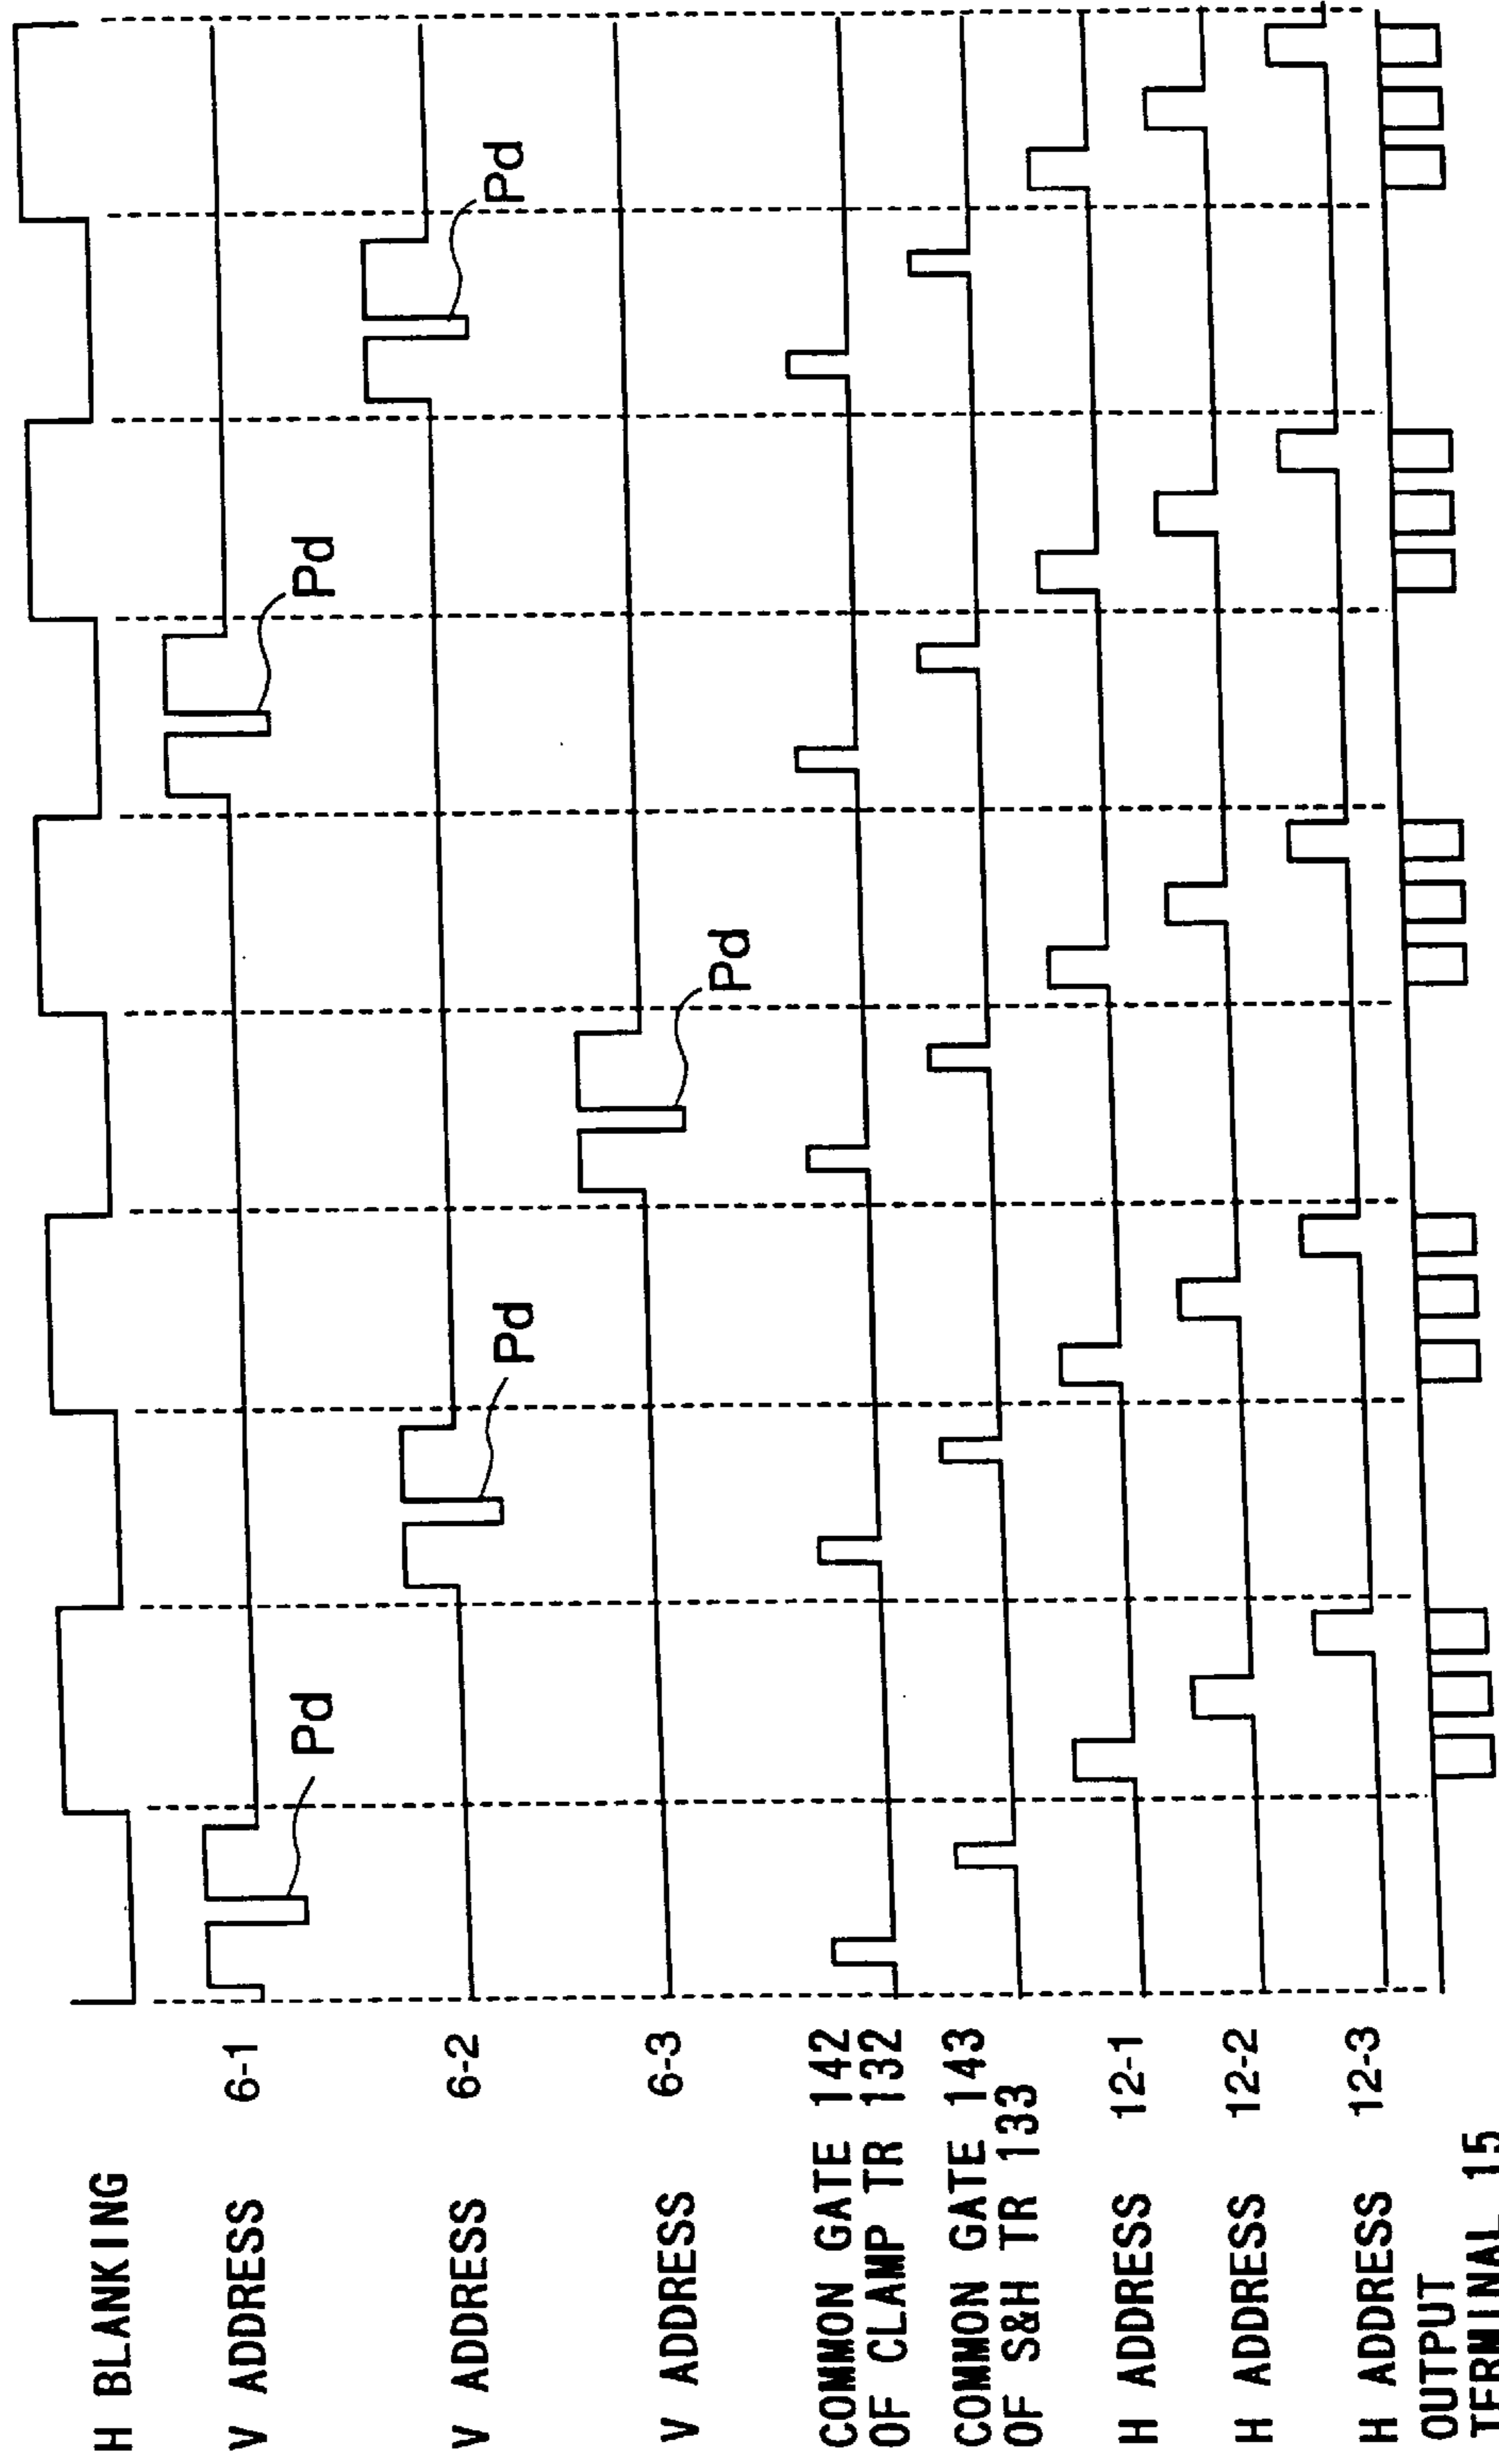 H BLANKING
V ADDRESS 6-1
V ADDRESS 6-2
V ADDRESS 6-3
COMMON GATE 142
OF CLAMP TR 132
COMMON GATE 143
OF S&H TR 133
H ADDRESS 12-1
H ADDRESS 12-2
H ADDRESS 12-3
OUTPUT
TERMINAL 15
Pd
Pd
Pd
Pd
Pd